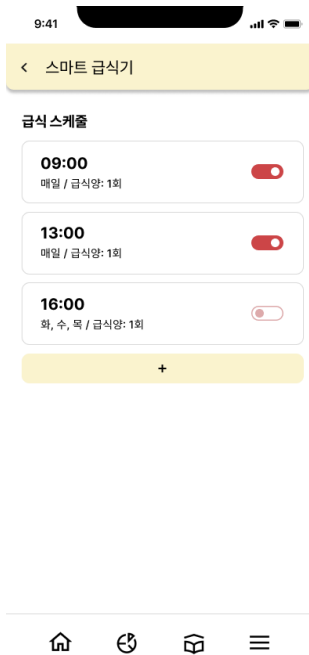 9:41
스마트 급식기
급식 스케줄
09:00
매일 / 급식양: 1회
13:00
매일 / 급식양: 1회
16:00
화, 수, 목 / 급식양: 1회
+